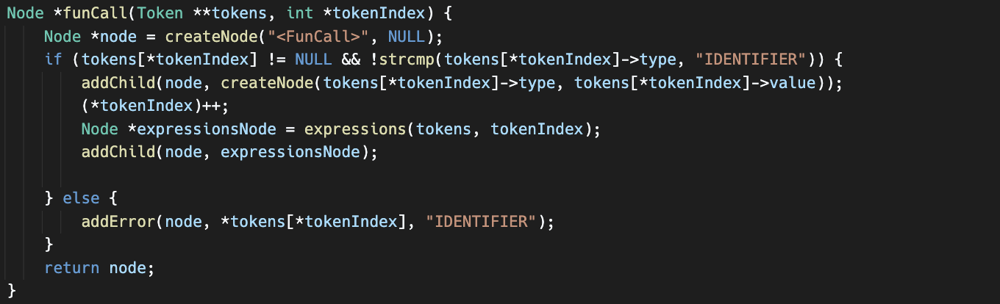 Node *funCall(Token **tokens, int *tokenIndex) {
    Node *node = createNode("<FunCall>", NULL);
    if (tokens[*tokenIndex] != NULL && !strcmp(tokens[*tokenIndex]->type, "IDENTIFIER")) {
        addChild(node, createNode(tokens[*tokenIndex]->type, tokens[*tokenIndex]->value));
        (*tokenIndex)++;
        Node *expressionsNode = expressions(tokens, tokenIndex);
        addChild(node, expressionsNode);

    } else {
        addError(node, *tokens[*tokenIndex], "IDENTIFIER");
    }
    return node;
}